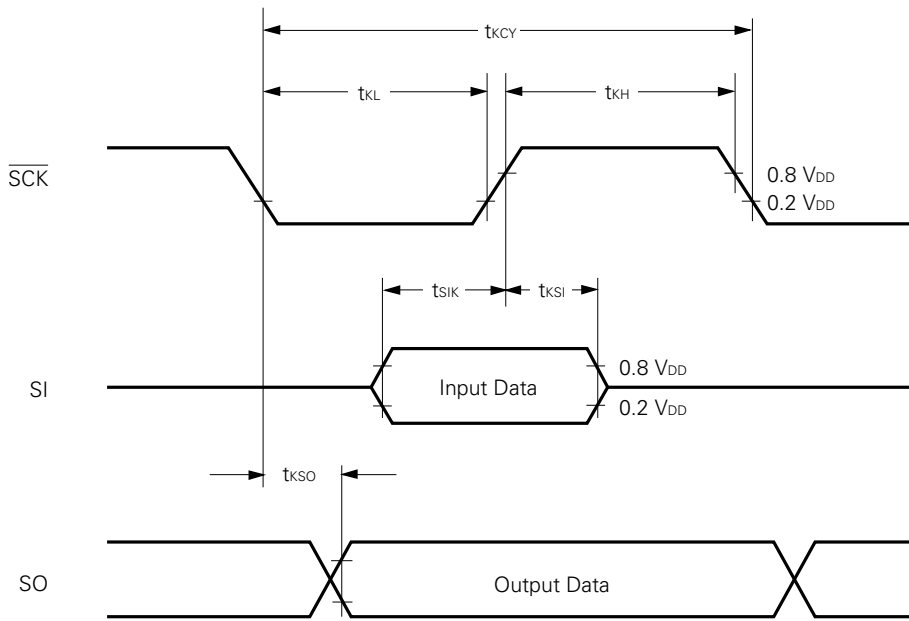 tKCY
tKL
tKH
SCK
0.8 VDD
0.2 VDD
tSIK
tKSI
SI
Input Data
0.8 VDD
0.2 VDD
tKSO
SO
Output Data